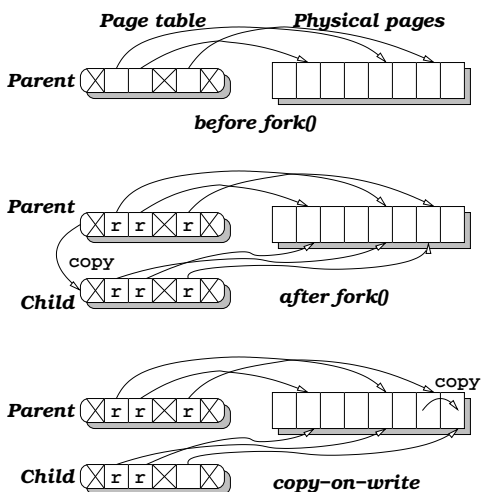 Page table Physical pages
Parent
before fork()
Parent r r r
copy
Child r r r
after fork()
copy
Parent r r r
Child r r
copy-on-write